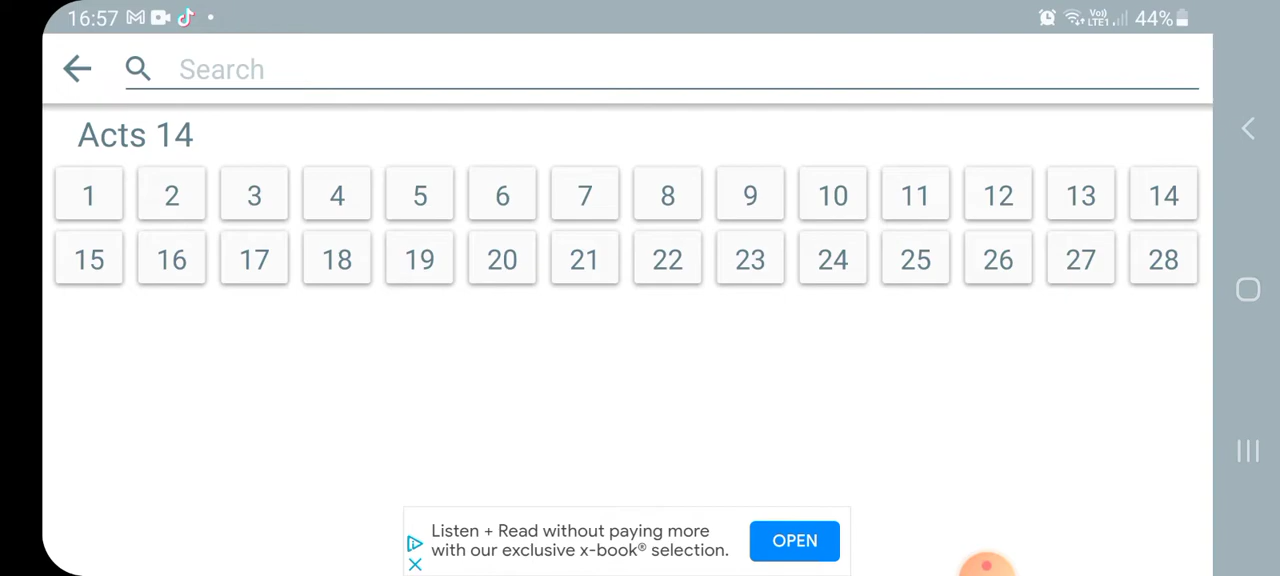 16:57 Vo)) LTE1 44%
Search
Acts 14
1 2 3 4 5 6 7 8 9 10 11 12 13 14
15 16 17 18 19 20 21 22 23 24 25 26 27 28
Listen + Read without paying more
with our exclusive x-book® selection.
OPEN